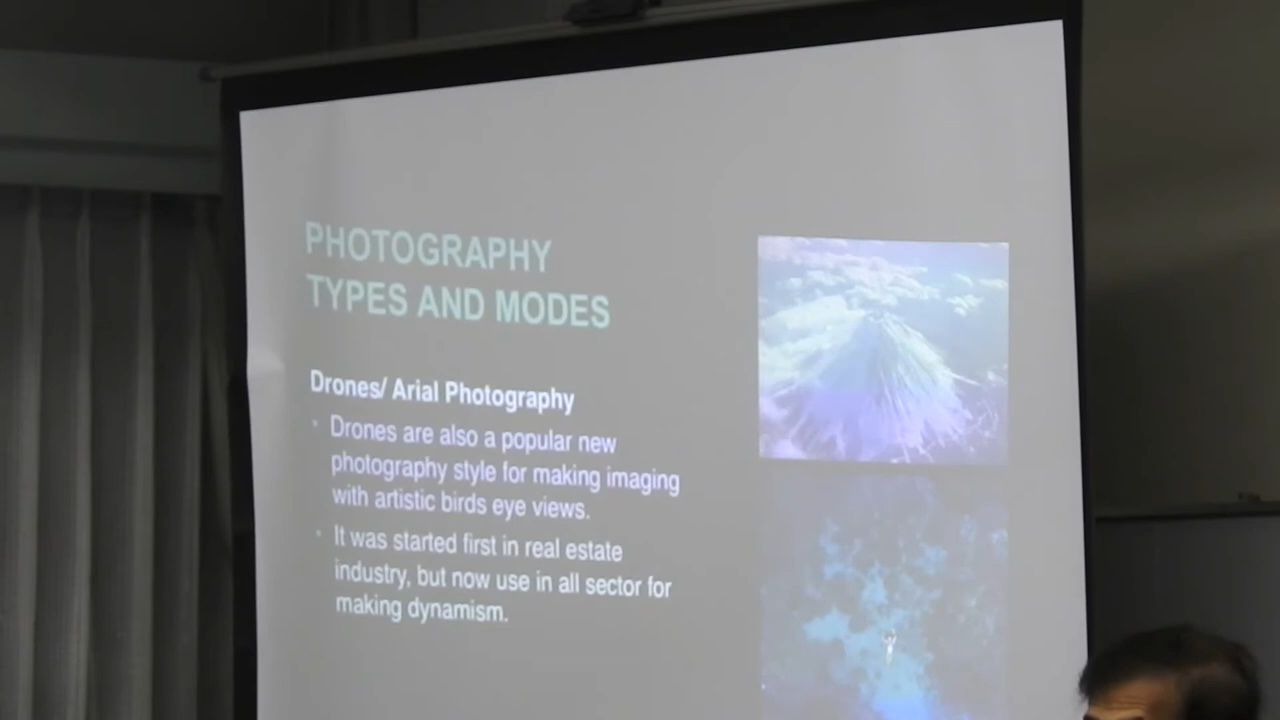 PHOTOGRAPHY
TYPES AND MODES
Drones/ Arial Photography
Drones are also a popular new
photography style for making imaging
with artistic birds eye views.
It was started first in real estate
industry, but now use in all sector for
making dynamism.